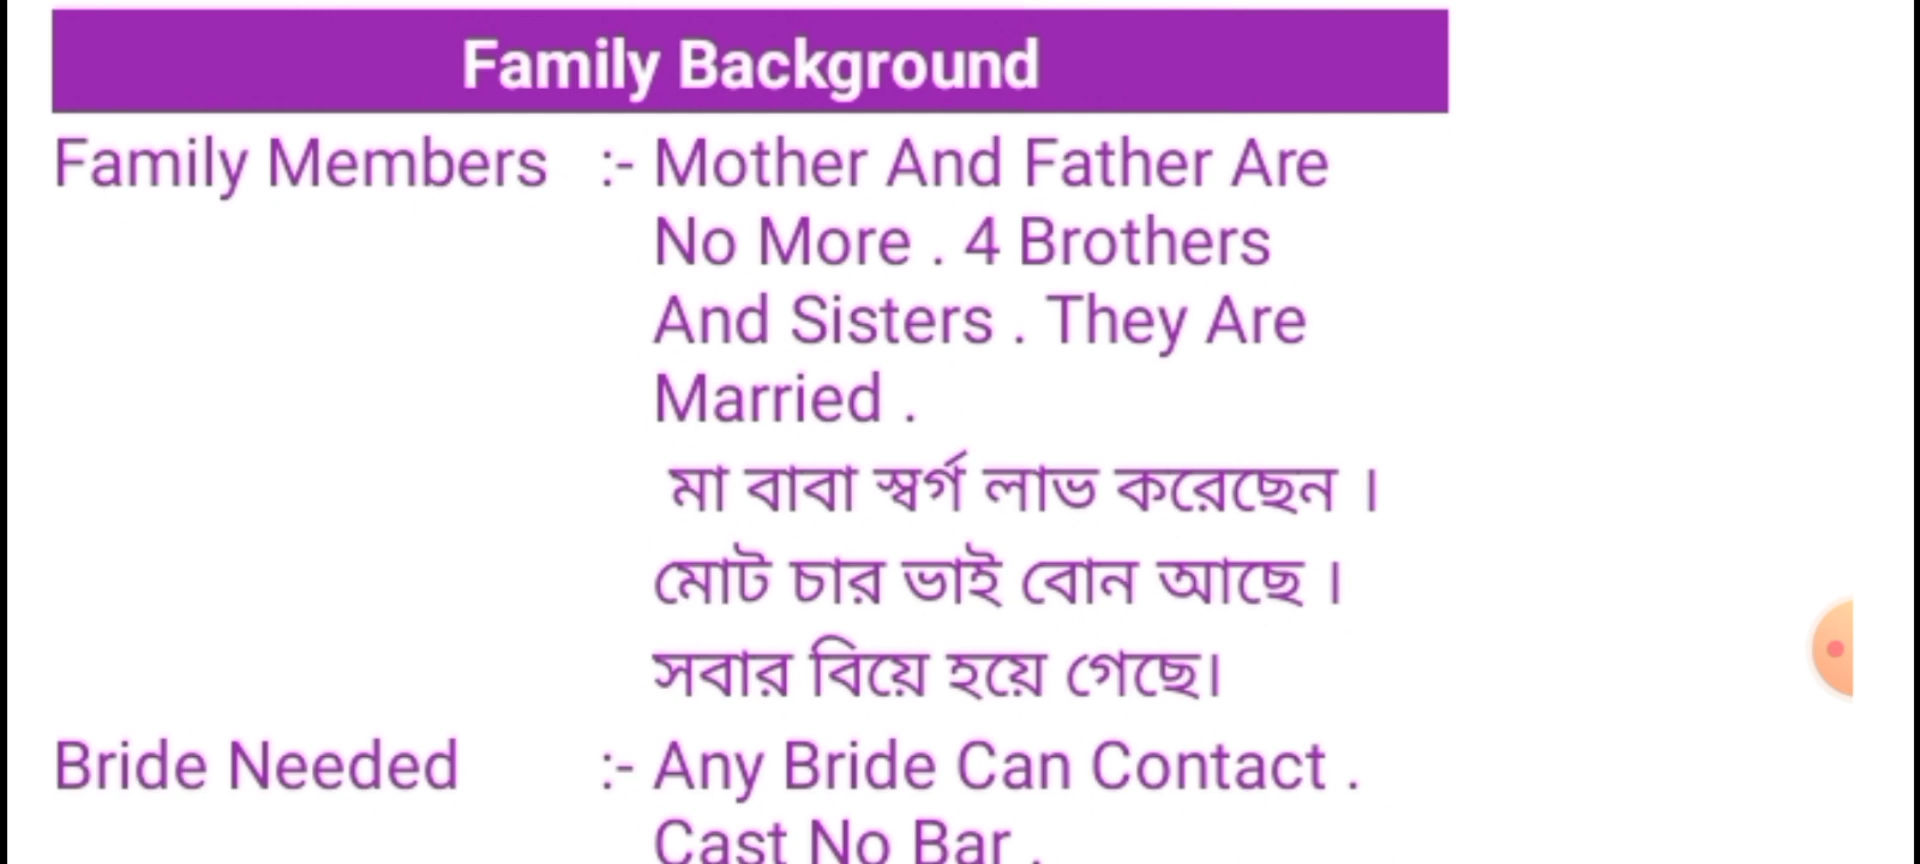 Family Background
Family Members :- Mother And Father Are
No More . 4 Brothers
And Sisters . They Are
Married .
মা বাবা স্বর্গ লাভ করেছেন ।
মোট চার ভাই বোন আছে ।
সবার বিয়ে হয়ে গেছে।
Bride Needed :- Any Bride Can Contact .
Cast No Bar .